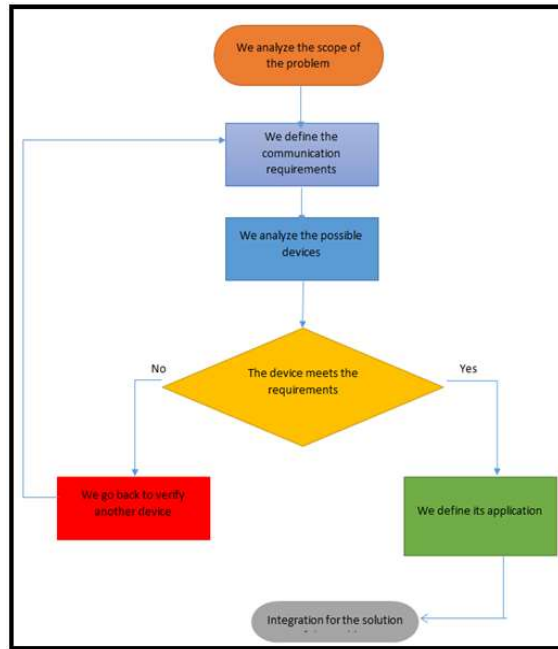 We analyze the scope of
the problem
We define the
communication
requirements
We analyze the possible
devices
No
The device meets the
requirements
Yes
We go back to verify
another device
We define its application
Integration for the solution